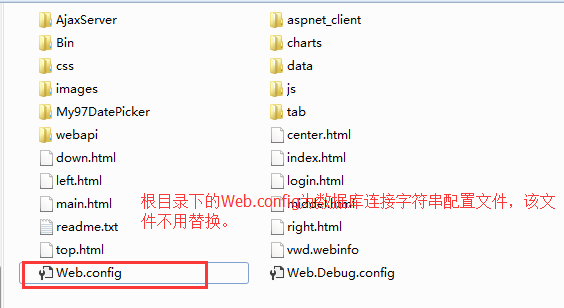 AjaxServer
aspnet_client
Bin
charts
css
data
images
js
My97DatePicker
tab
webapi
center.html
down.html
index.html
left.html
login.html
main.html
根目录下的Web.config为数据库连接字符串配置文件，该文
件不用替换。
readme.txt
right.html
top.html
vwd.webinfo
Web.config
Web.Debug.config